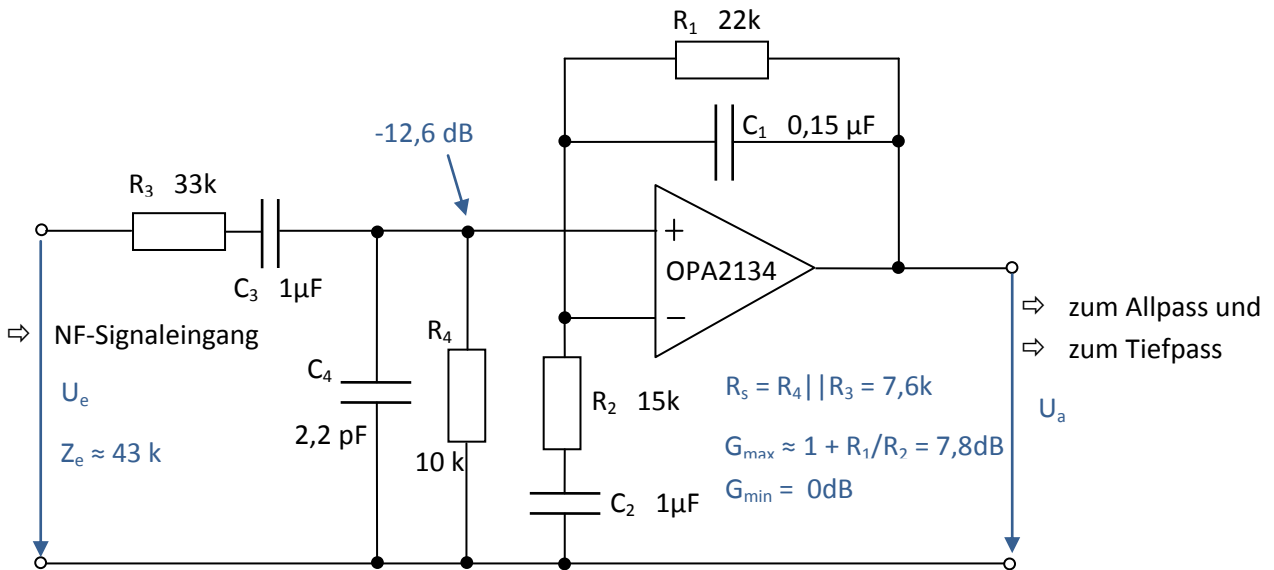 R₁ 22k
C₁ 0,15 µF
-12,6 dB
R₃ 33k
C₃ 1µF
+
OPA2134
−
⇨ NF-Signaleingang
Uₑ
Zₑ ≈ 43 k
C₄
2,2 pF
R₄
10 k
R₂ 15k
C₂ 1µF
Rₛ = R₄||R₃ = 7,6k
Gₘₐₓ ≈ 1 + R₁/R₂ = 7,8dB
Gₘᵢₙ = 0dB
⇨ zum Allpass und
⇨ zum Tiefpass
Uₐ